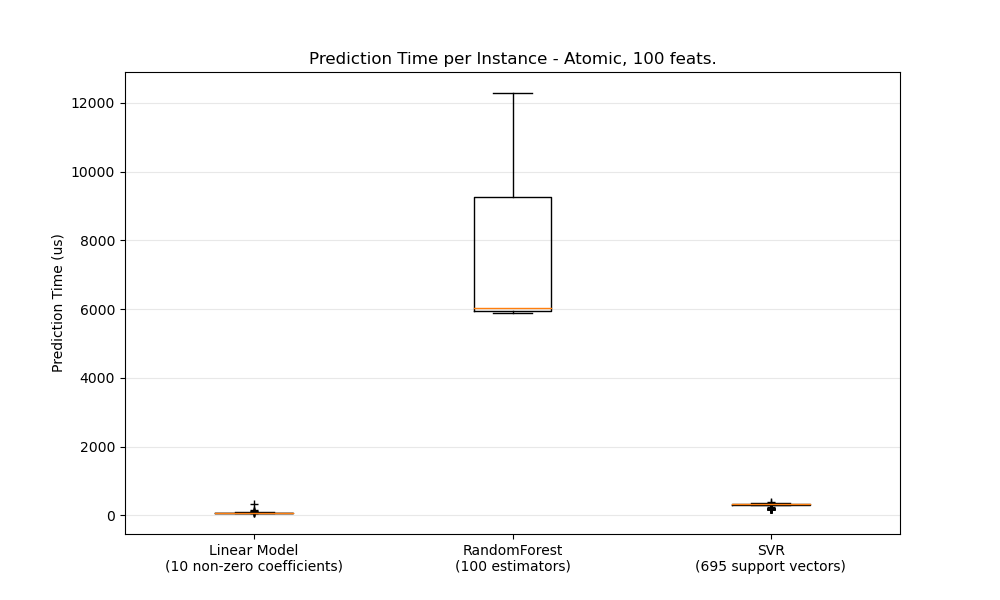 Prediction Time per Instance - Atomic, 100 feats.
Prediction Time (us)
12000
10000
8000
6000
4000
2000
0
Linear Model
(10 non-zero coefficients)
RandomForest
(100 estimators)
SVR
(695 support vectors)